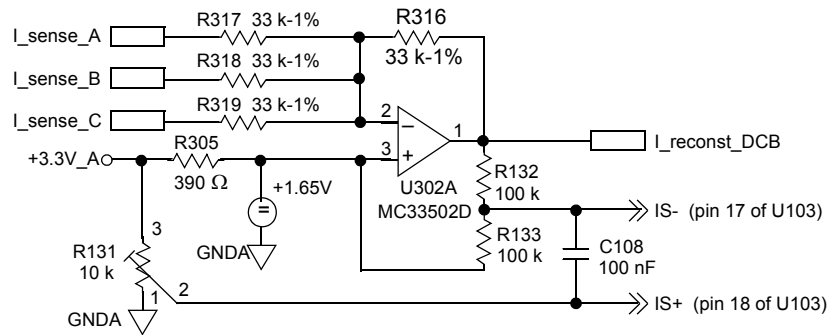 R317 33 k-1%
R316
I_sense_A
33 k-1%
R318 33 k-1%
I_sense_B
R319 33 k-1%
I_sense_C
2
−
1
I_reconst_DCB
+3.3V_A
R305
3
+
390 Ω
+1.65V
=
U302A
MC33502D
R132
100 k
IS- (pin 17 of U103)
GNDA
3
R131
10 k
R133
100 k
C108
100 nF
1
2
GNDA
IS+ (pin 18 of U103)